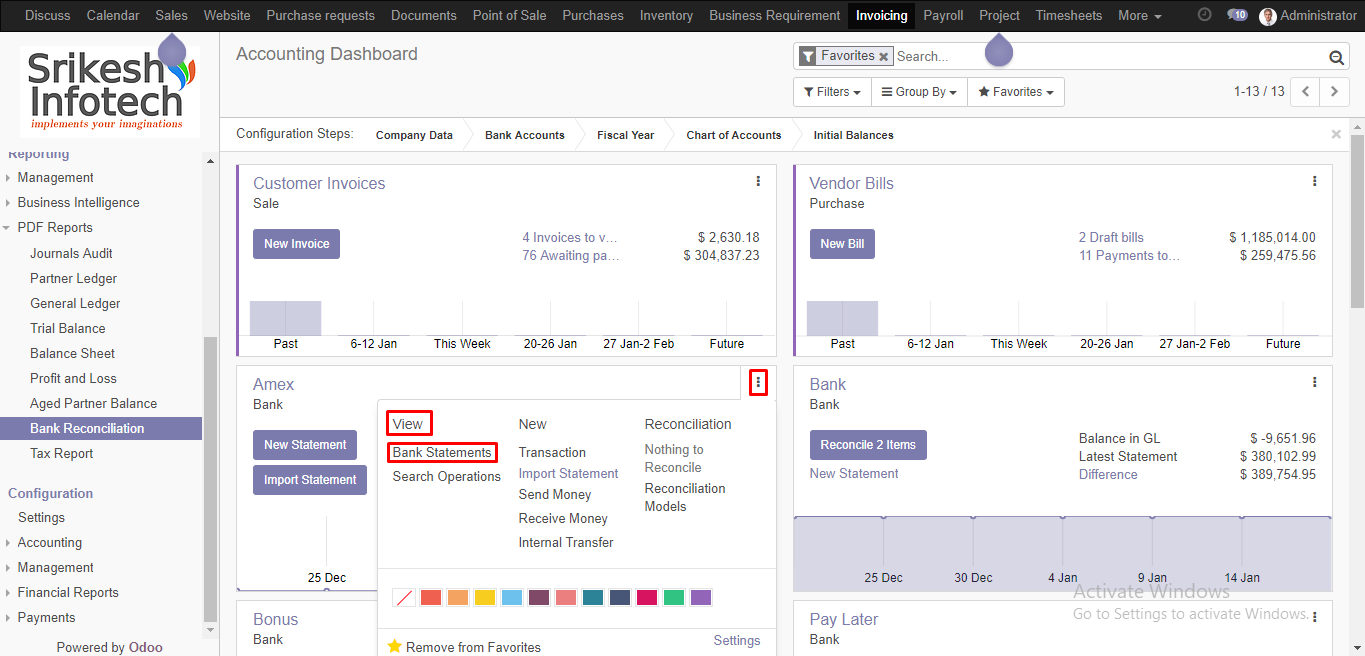 Discuss Calendar Sales Website Purchase requests Documents Point of Sale Purchases Inventory Business Requirement Invoicing Payroll Project Timesheets More 10 Administrator
Srikesh
Infotech
implements your imaginations
Reporting
Management
Business Intelligence
PDF Reports
Journals Audit
Partner Ledger
General Ledger
Trial Balance
Balance Sheet
Profit and Loss
Aged Partner Balance
Bank Reconciliation
Tax Report
Configuration
Settings
Accounting
Management
Financial Reports
Payments
Powered by Odoo
Accounting Dashboard
Favorites Search...
Filters Group By Favorites
1-13 / 13
Configuration Steps: Company Data Bank Accounts Fiscal Year Chart of Accounts Initial Balances
Customer Invoices
Sale
New Invoice
4 Invoices to v... $ 2,630.18
76 Awaiting pa... $ 304,837.23
Past 6-12 Jan This Week 20-26 Jan 27 Jan-2 Feb Future
Vendor Bills
Purchase
New Bill
2 Draft bills $ 1,185,014.00
11 Payments to... $ 259,475.56
Past 6-12 Jan This Week 20-26 Jan 27 Jan-2 Feb Future
Amex
Bank
New Statement
Import Statement
25 Dec
View
Bank Statements
Search Operations
New
Transaction
Import Statement
Send Money
Receive Money
Internal Transfer
Reconciliation
Nothing to
Reconcile
Reconciliation
Models
Remove from Favorites
Settings
Bank
Bank
Reconcile 2 Items
New Statement
Balance in GL $ -9,651.96
Latest Statement $ 380,102.99
Difference $ 389,754.95
25 Dec 30 Dec 4 Jan 9 Jan 14 Jan
Bonus
Bank
Pay Later
Bank
Activate Windows
Go to Settings to activate Windows.